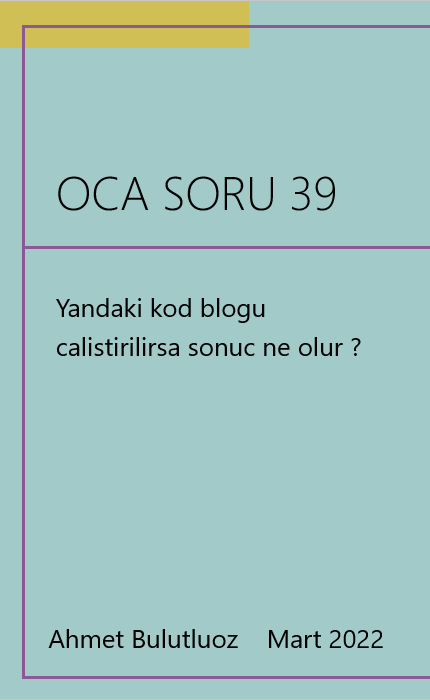 OCA SORU 39
Yandaki kod blogu
calistirilirsa sonuc ne olur ?
Ahmet Bulutluoz Mart 2022